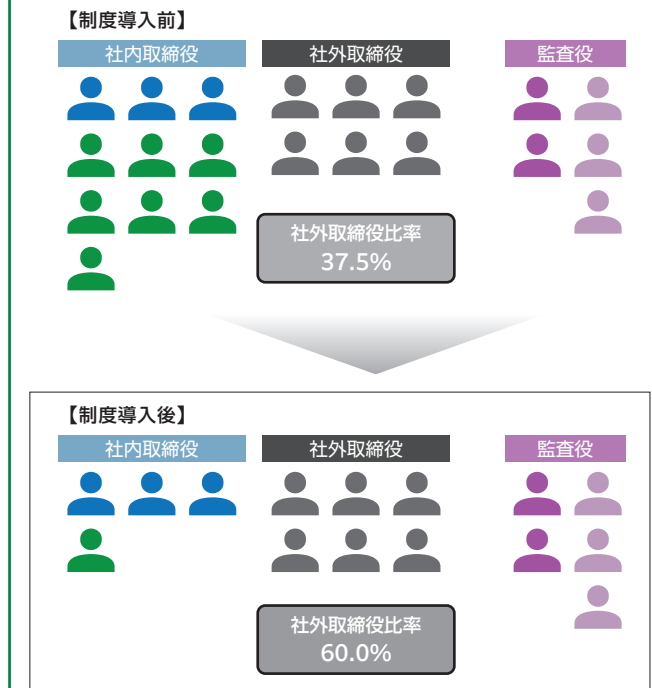 【制度導入前】
社内取締役
社外取締役
監査役
社外取締役比率
37.5%
【制度導入後】
社内取締役
社外取締役
監査役
社外取締役比率
60.0%